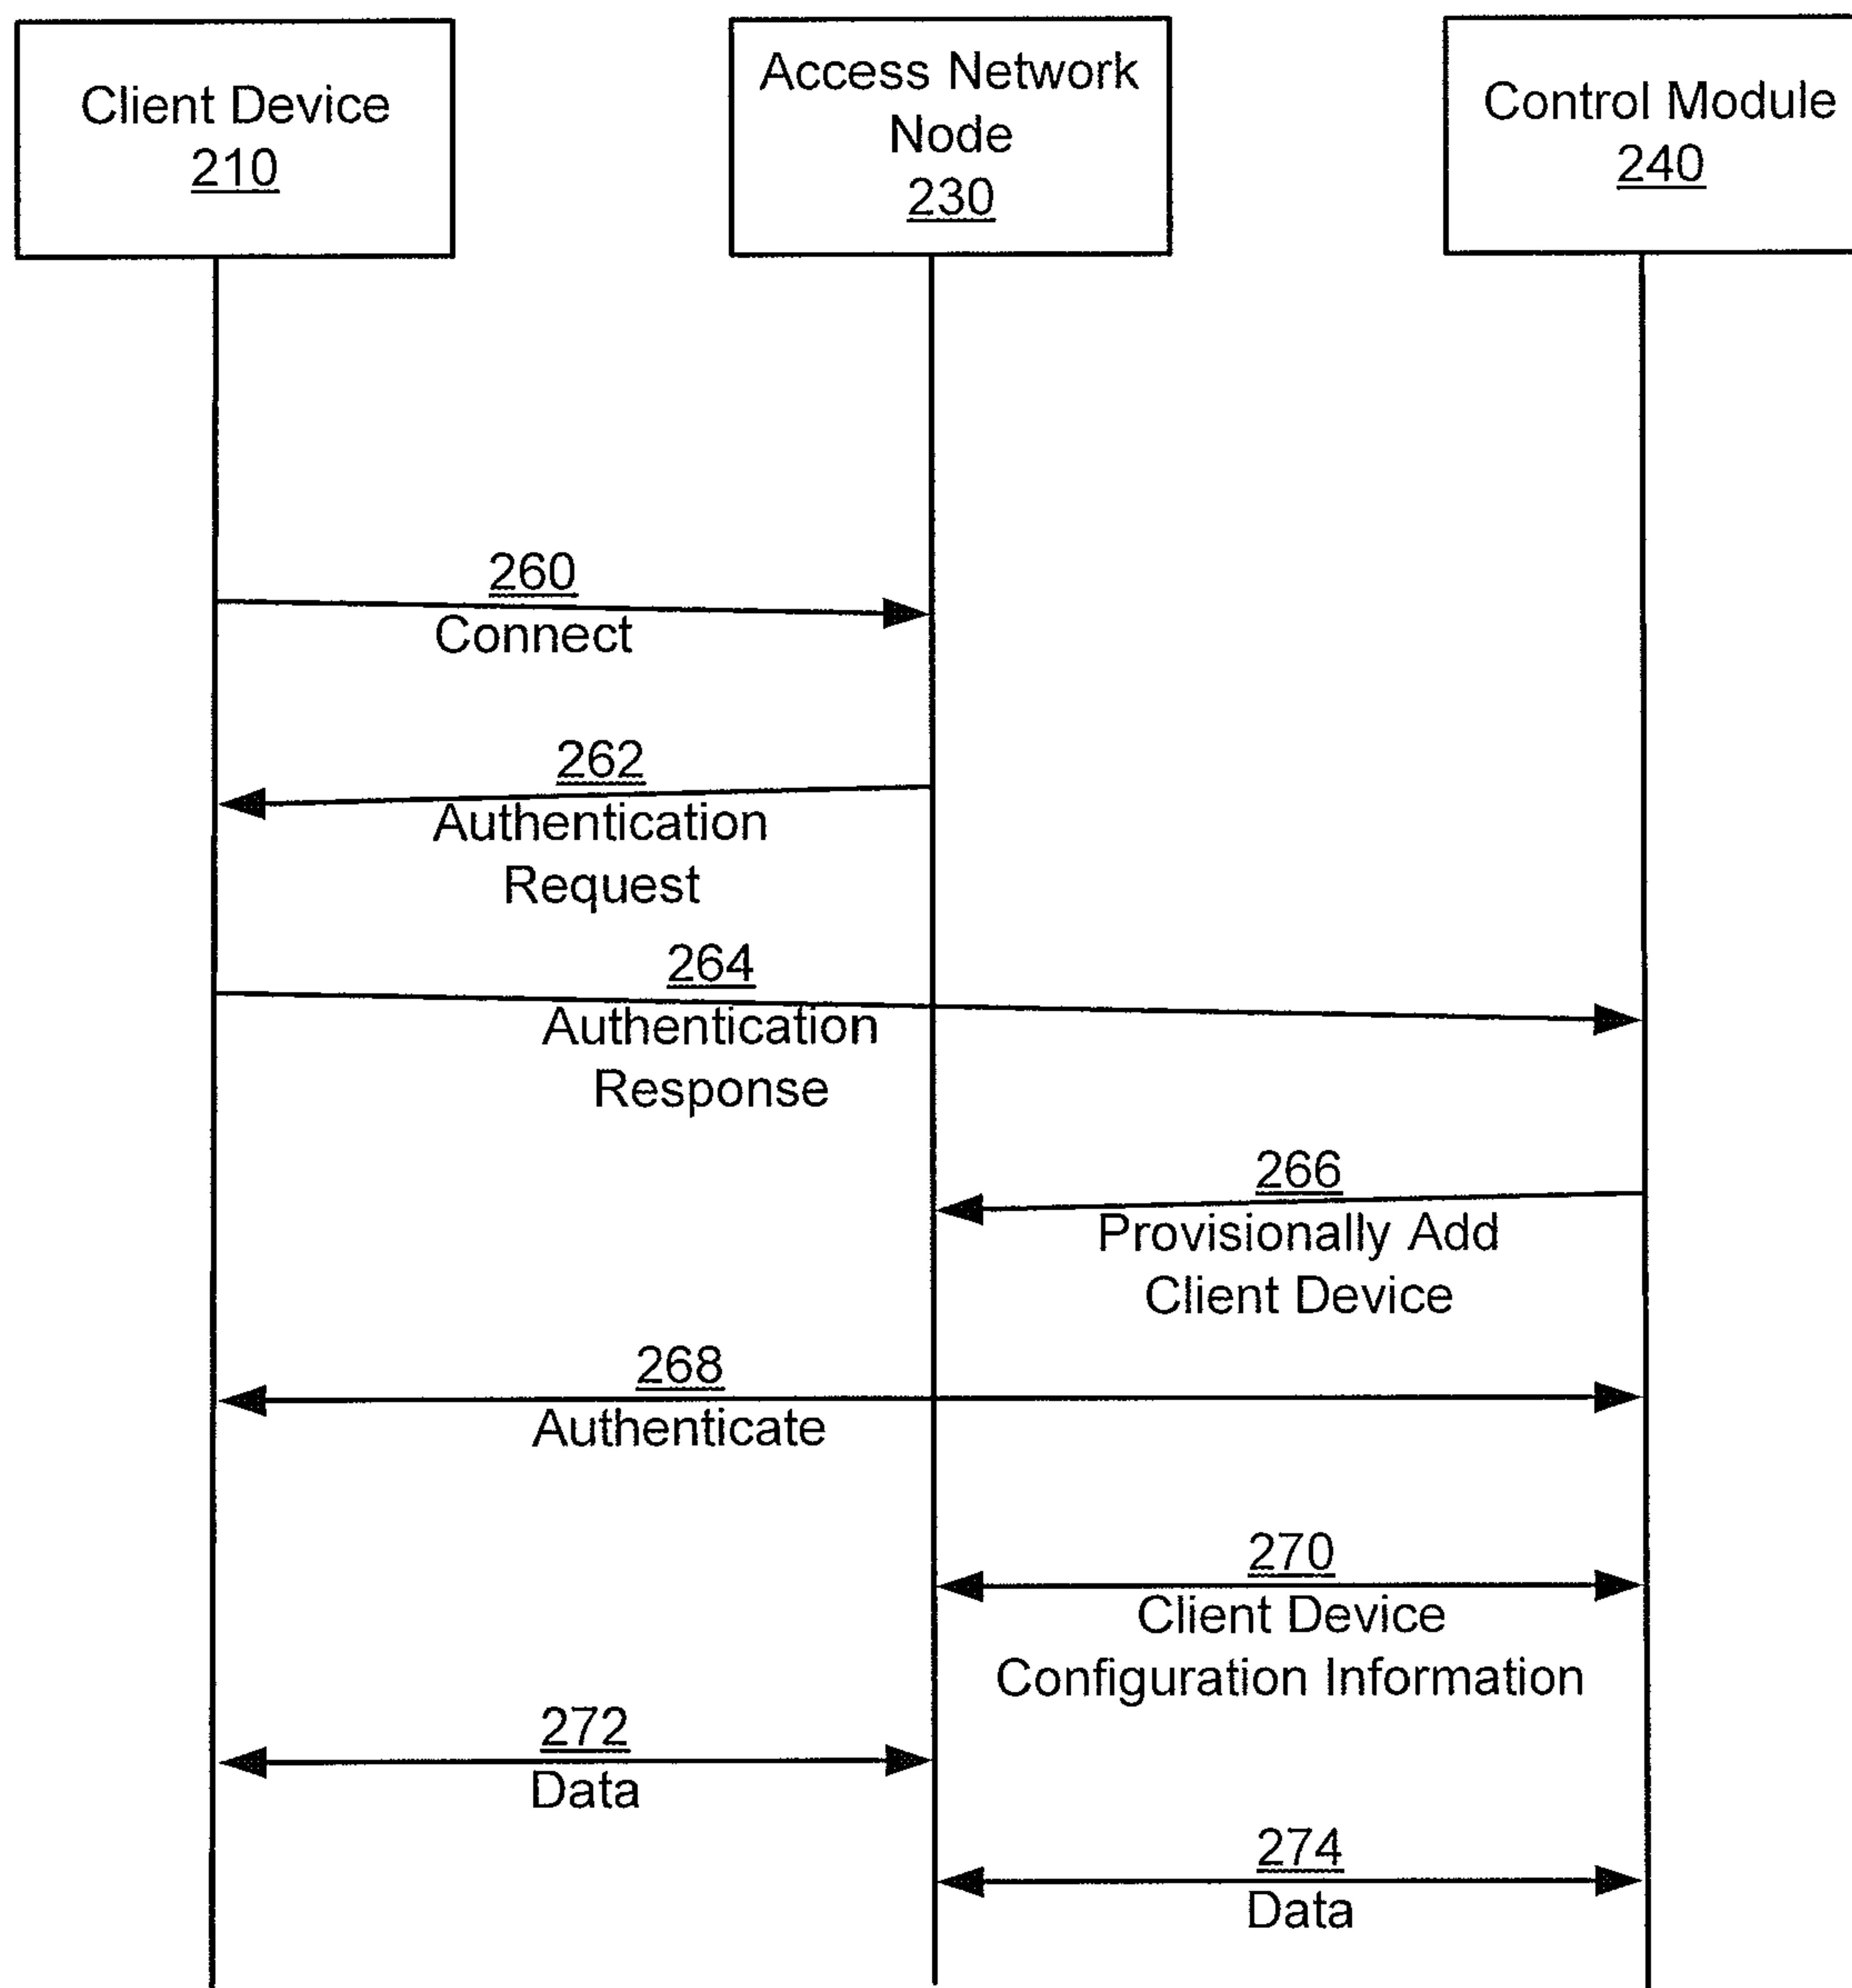 Client Device
210
Access Network
Node
230
Control Module
240
260
Connect
262
Authentication
Request
264
Authentication
Response
266
Provisionally Add
Client Device
268
Authenticate
270
Client Device
Configuration Information
272
Data
274
Data